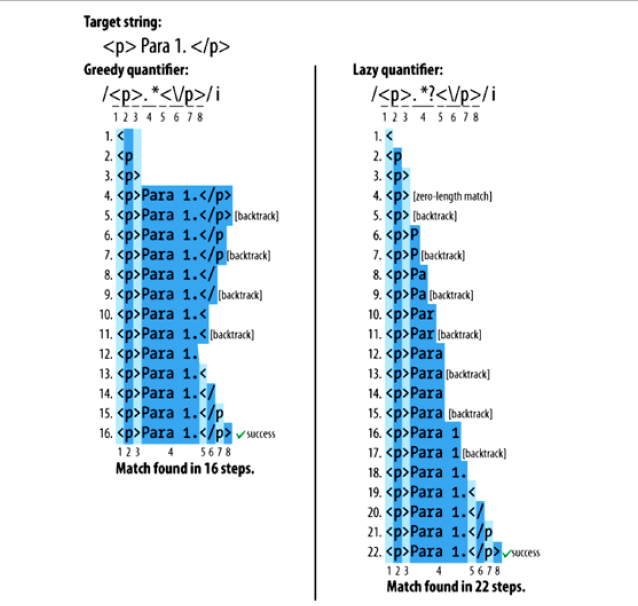 Target string:
<p> Para 1. </p>
Greedy quantifier:
/<p>.*<\/p>/i
1 2 3 4 5 6 7 8
1. <
2. <p
3. <p>
4. <p>Para 1.</p>
5. <p>Para 1.</p> [backtrack]
6. <p>Para 1.</p
7. <p>Para 1.</p [backtrack]
8. <p>Para 1.</
9. <p>Para 1.</ [backtrack]
10. <p>Para 1.<
11. <p>Para 1.< [backtrack]
12. <p>Para 1.
13. <p>Para 1.<
14. <p>Para 1.</
15. <p>Para 1.</p
16. <p>Para 1.</p> ✓success
1 2 3 4 5 6 7 8
Match found in 16 steps.
Lazy quantifier:
/<p>.*?<\/p>/i
1 2 3 4 5 6 7 8
1. <
2. <p
3. <p>
4. <p> [zero-length match]
5. <p> [backtrack]
6. <p>P
7. <p>P [backtrack]
8. <p>Pa
9. <p>Pa [backtrack]
10. <p>Par
11. <p>Par [backtrack]
12. <p>Para
13. <p>Para [backtrack]
14. <p>Para
15. <p>Para [backtrack]
16. <p>Para 1
17. <p>Para 1 [backtrack]
18. <p>Para 1.
19. <p>Para 1.<
20. <p>Para 1.</
21. <p>Para 1.</p
22. <p>Para 1.</p> ✓success
1 2 3 4 5 6 7 8
Match found in 22 steps.